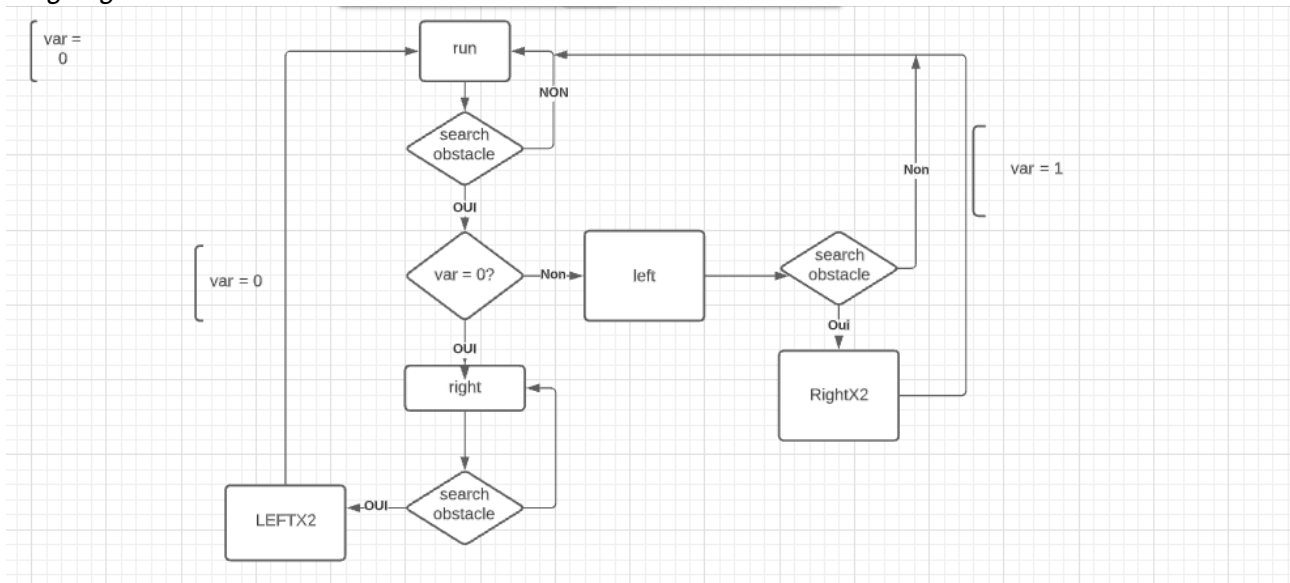 var =
0
run
NON
search
obstacle
OUI
Non
var = 1
var = 0
var = 0?
Non
left
search
obstacle
Oui
OUI
right
RightX2
search
obstacle
OUI
LEFTX2